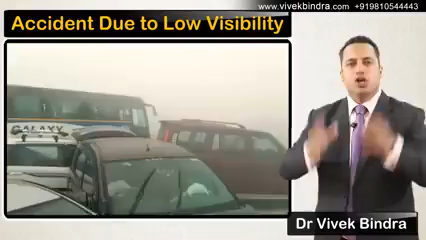 www.vivekbindra.com +919810544443
Accident Due to Low Visibility
GALAXY
Dr Vivek Bindra